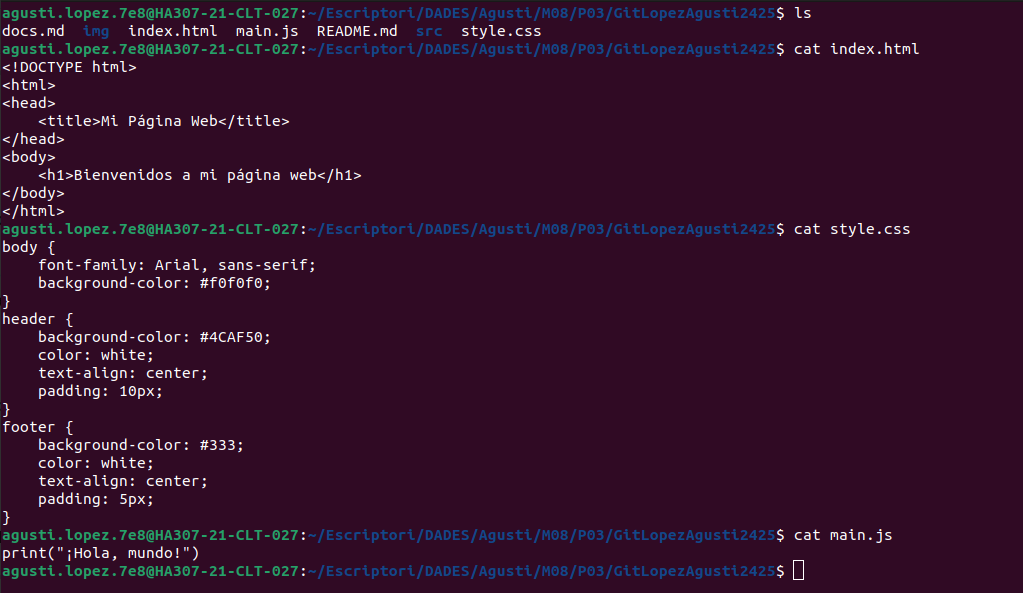 agusti.lopez.7e8@HA307-21-CLT-027:~/Escriptori/DADES/Agusti/M08/P03/GitLopezAgusti2425$ ls
docs.md  img  index.html  main.js  README.md  src  style.css
agusti.lopez.7e8@HA307-21-CLT-027:~/Escriptori/DADES/Agusti/M08/P03/GitLopezAgusti2425$ cat index.html
<!DOCTYPE html>
<html>
<head>
    <title>Mi Página Web</title>
</head>
<body>
    <h1>Bienvenidos a mi página web</h1>
</body>
</html>
agusti.lopez.7e8@HA307-21-CLT-027:~/Escriptori/DADES/Agusti/M08/P03/GitLopezAgusti2425$ cat style.css
body {
    font-family: Arial, sans-serif;
    background-color: #f0f0f0;
}
header {
    background-color: #4CAF50;
    color: white;
    text-align: center;
    padding: 10px;
}
footer {
    background-color: #333;
    color: white;
    text-align: center;
    padding: 5px;
}
agusti.lopez.7e8@HA307-21-CLT-027:~/Escriptori/DADES/Agusti/M08/P03/GitLopezAgusti2425$ cat main.js
print("¡Hola, mundo!")
agusti.lopez.7e8@HA307-21-CLT-027:~/Escriptori/DADES/Agusti/M08/P03/GitLopezAgusti2425$